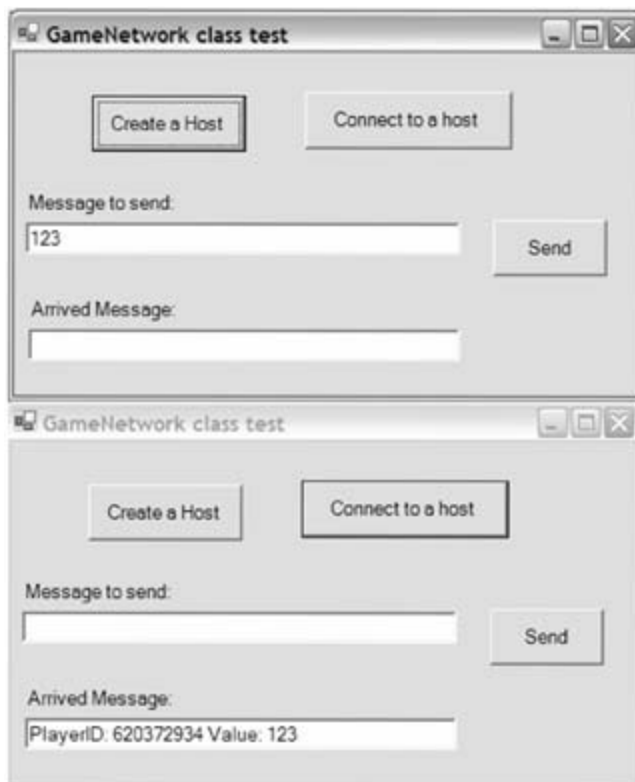 GameNetwork class test
Create a Host
Connect to a host
Message to send:
123
Send
Arrived Message:
GameNetwork class test
Create a Host
Connect to a host
Message to send:
Send
Arrived Message:
PlayerID: 620372934 Value: 123